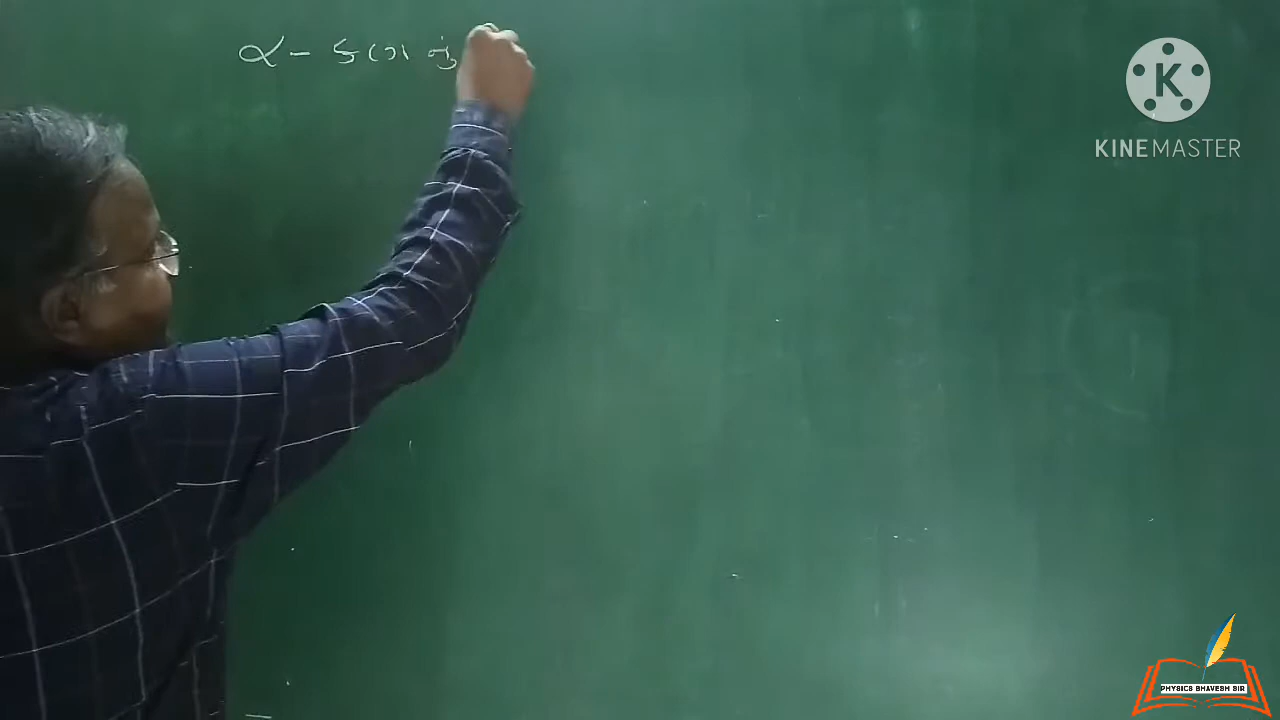 α - કણ નું
KINEMASTER
PHYSICS BHAVESH SIR